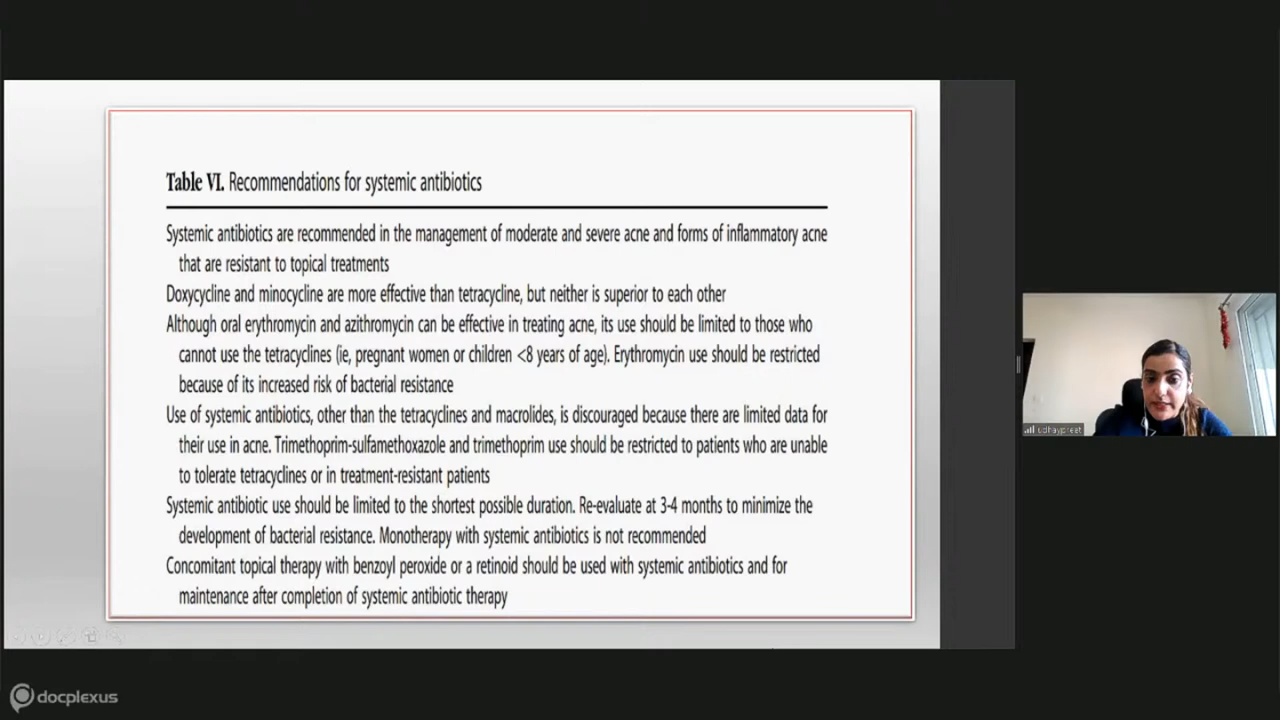 Table VI. Recommendations for systemic antibiotics
Systemic antibiotics are recommended in the management of moderate and severe acne and forms of inflammatory acne
that are resistant to topical treatments
Doxycycline and minocycline are more effective than tetracycline, but neither is superior to each other
Although oral erythromycin and azithromycin can be effective in treating acne, its use should be limited to those who
cannot use the tetracyclines (ie, pregnant women or children <8 years of age). Erythromycin use should be restricted
because of its increased risk of bacterial resistance
Use of systemic antibiotics, other than the tetracyclines and macrolides, is discouraged because there are limited data for
their use in acne. Trimethoprim-sulfamethoxazole and trimethoprim use should be restricted to patients who are unable
to tolerate tetracyclines or in treatment-resistant patients
Systemic antibiotic use should be limited to the shortest possible duration. Re-evaluate at 3-4 months to minimize the
development of bacterial resistance. Monotherapy with systemic antibiotics is not recommended
Concomitant topical therapy with benzoyl peroxide or a retinoid should be used with systemic antibiotics and for
maintenance after completion of systemic antibiotic therapy
udhaypreet
docplexus